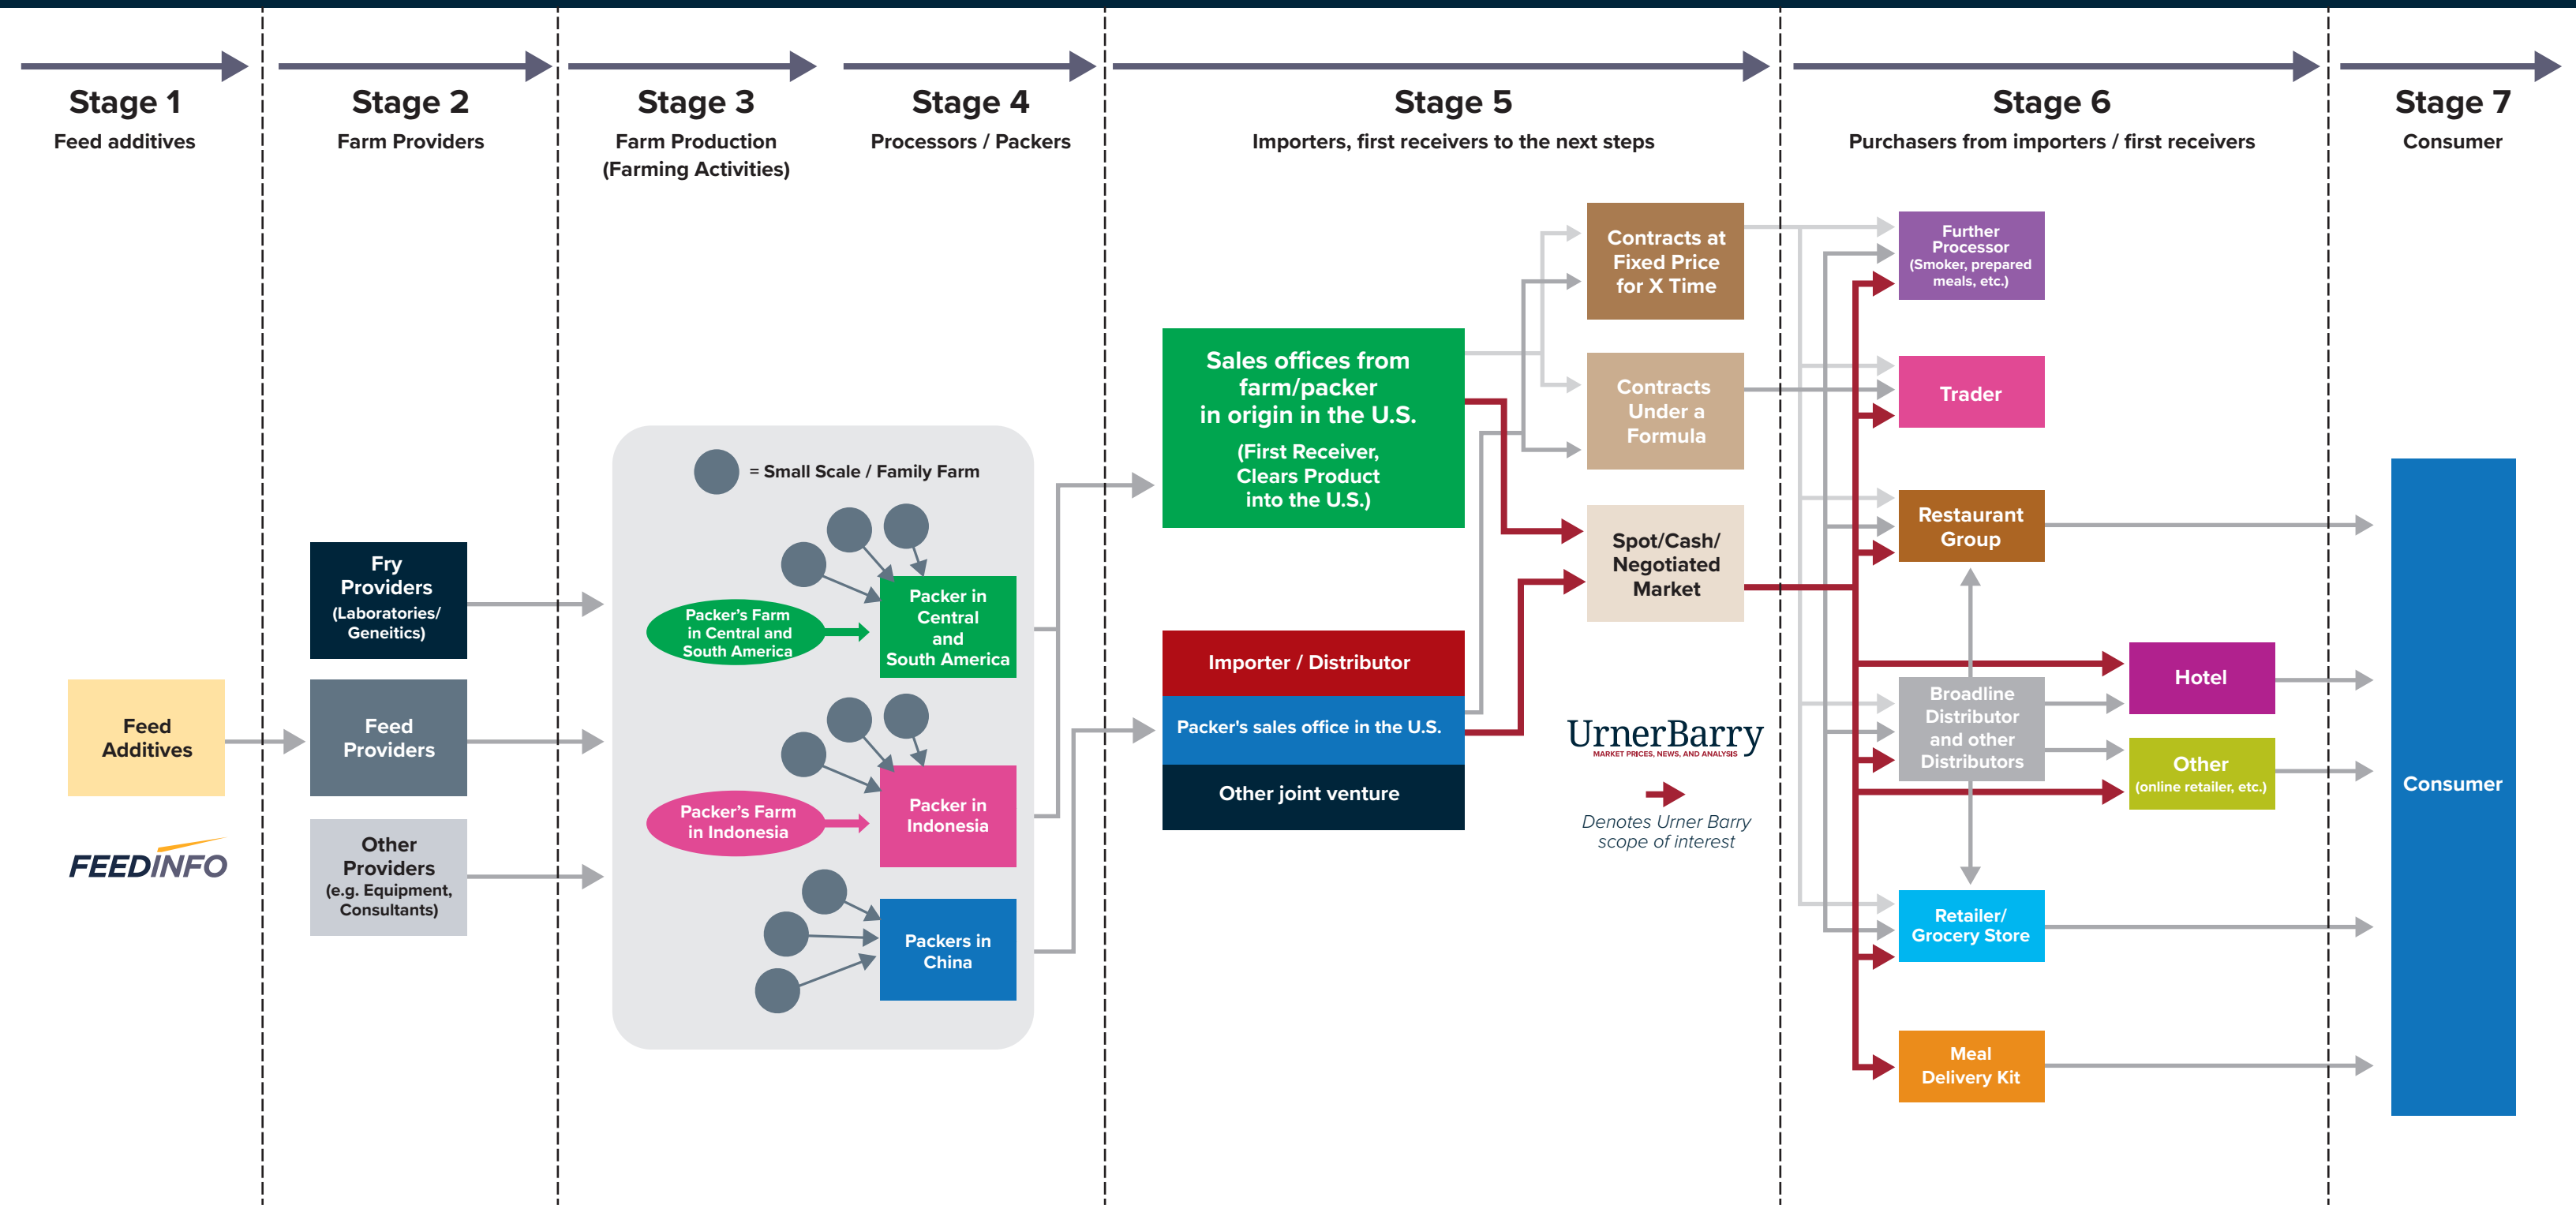 Stage 1
Feed additives
Stage 2
Farm Providers
Stage 3
Farm Production
(Farming Activities)
Stage 4
Processors / Packers
Stage 5
Importers, first receivers to the next steps
Stage 6
Purchasers from importers / first receivers
Stage 7
Consumer
Feed
Additives
FEEDINFO
Fry
Providers
(Laboratories/
Geneitics)
Feed
Providers
Other
Providers
(e.g. Equipment,
Consultants)
= Small Scale / Family Farm
Packer's Farm
in Central and
South America
Packer in
Central
and
South America
Packer's Farm
in Indonesia
Packer in
Indonesia
Packers in
China
Sales offices from
farm/packer
in origin in the U.S.
(First Receiver,
Clears Product
into the U.S.)
Importer / Distributor
Packer's sales office in the U.S.
Other joint venture
Contracts at
Fixed Price
for X Time
Contracts
Under a
Formula
Spot/Cash/
Negotiated
Market
UrnerBarry
MARKET PRICES, NEWS, AND ANALYSIS
Denotes Urner Barry
scope of interest
Further
Processor
(Smoker, prepared
meals, etc.)
Trader
Restaurant
Group
Broadline
Distributor
and other
Distributors
Hotel
Other
(online retailer, etc.)
Retailer/
Grocery Store
Meal
Delivery Kit
Consumer